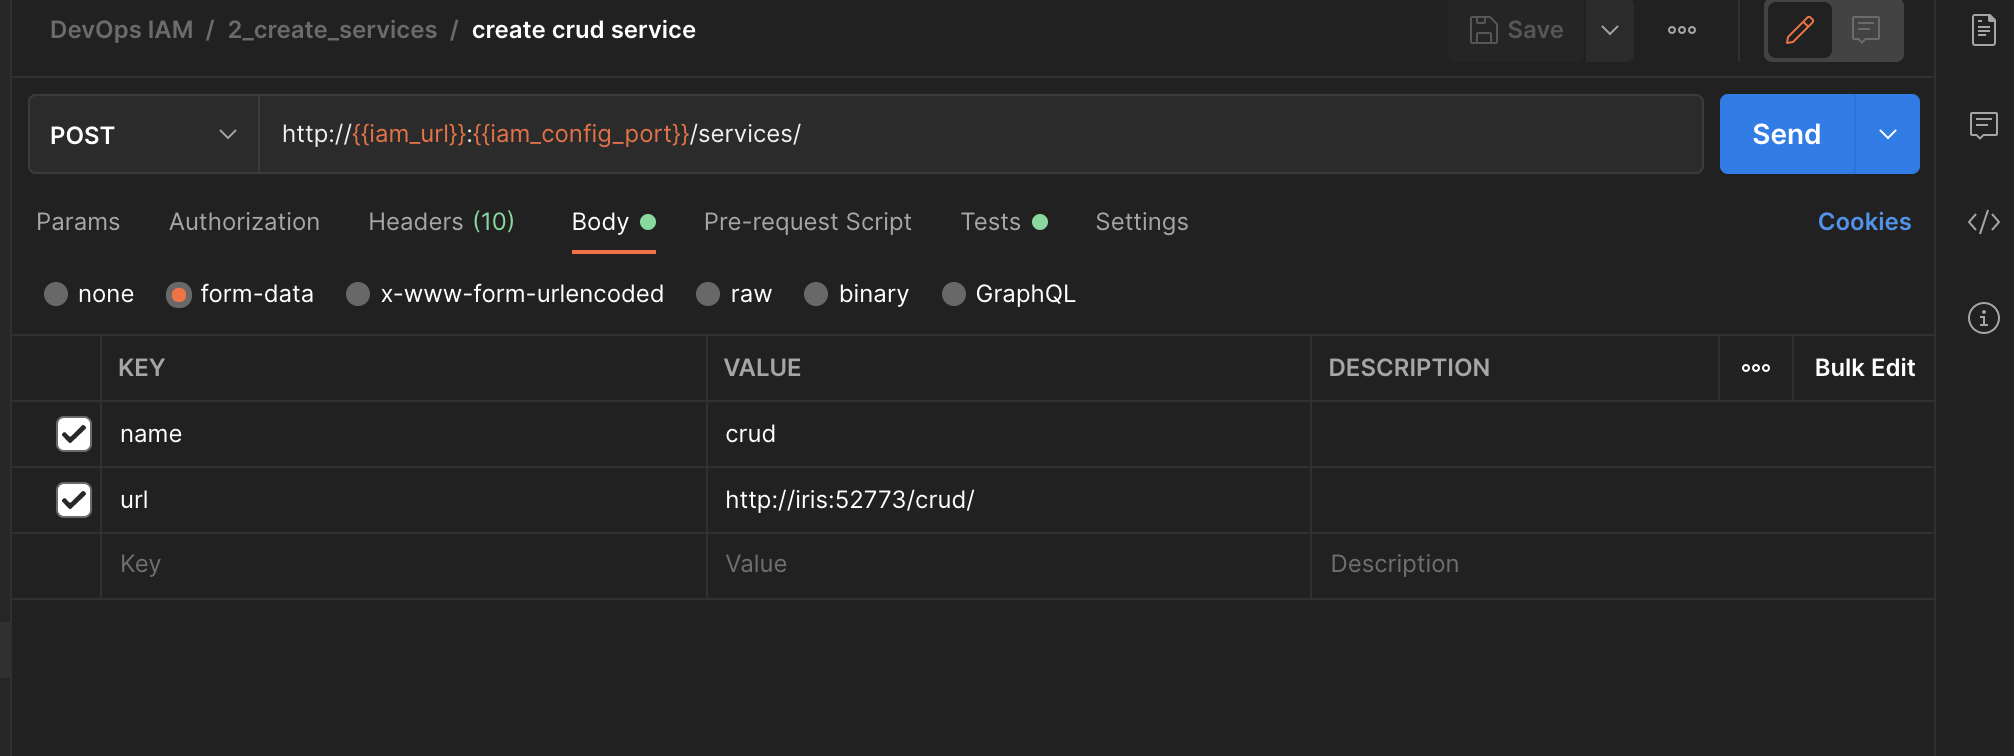 DevOps IAM / 2_create_services / create crud service Save
POST http://{{iam_url}}:{{iam_config_port}}/services/ Send
Params Authorization Headers (10) Body Pre-request Script Tests Settings Cookies
none form-data x-www-form-urlencoded raw binary GraphQL
KEY VALUE DESCRIPTION Bulk Edit
name crud
url http://iris:52773/crud/
Key Value Description